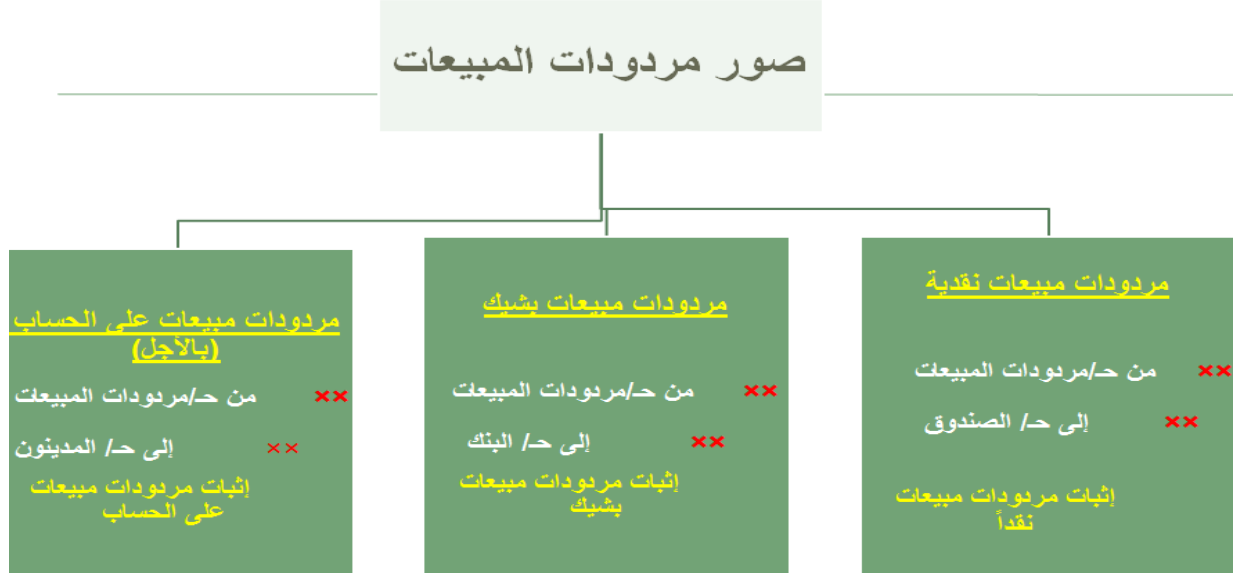 صور مردودات المبيعات
مردودات مبيعات نقدية
×× من حـ/مردودات المبيعات
×× إلى حـ/ الصندوق
إثبات مردودات مبيعات
نقداً
مردودات مبيعات بشيك
×× من حـ/مردودات المبيعات
×× إلى حـ/ البنك
إثبات مردودات مبيعات
بشيك
مردودات مبيعات على الحساب
(بالأجل)
×× من حـ/مردودات المبيعات
×× إلى حـ/ المدينون
إثبات مردودات مبيعات
على الحساب